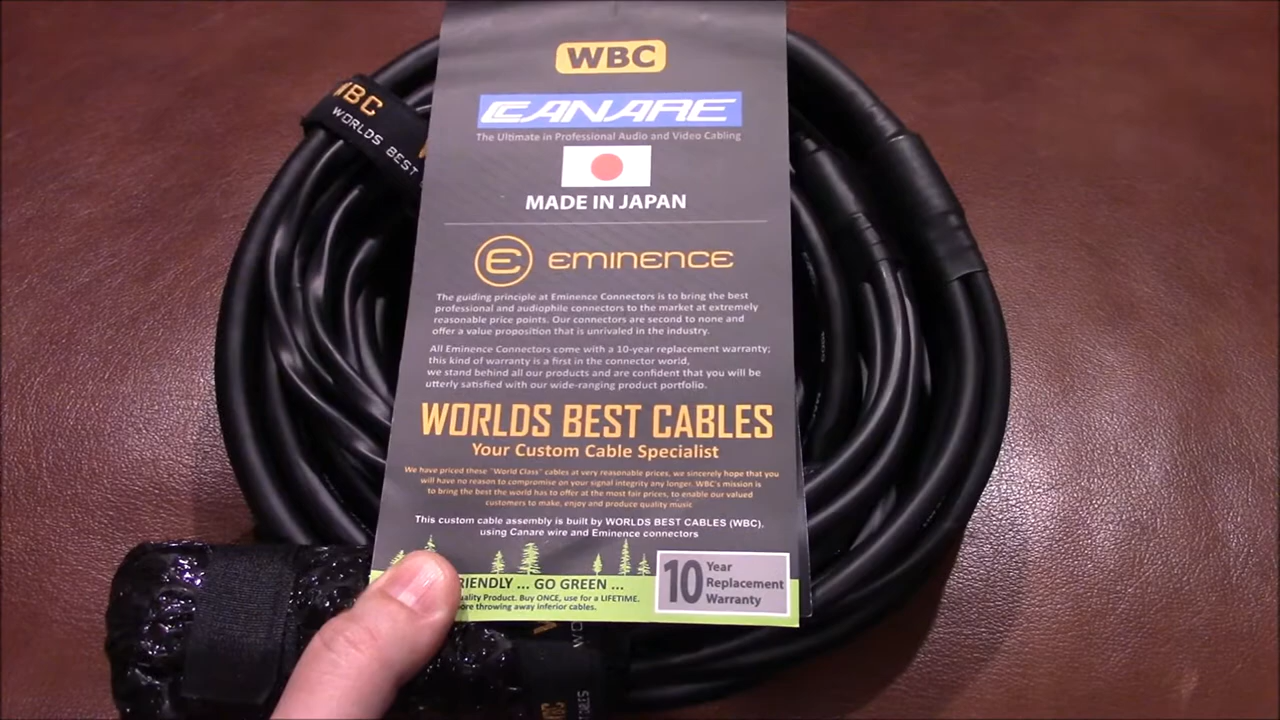 WBC
CANARE
The Ultimate in Professional Audio and Video Cabling
MADE IN JAPAN
E EMINENCE
The guiding principle at Eminence Connectors is to bring the best
professional and audiophile connectors to the market at extremely
reasonable price points. Our connectors are second to none and
offer a value proposition that is unrivaled in the industry.
All Eminence Connectors come with a 10-year replacement warranty;
this kind of warranty is a first in the connector world,
we stand behind all our products and are confident that you will be
utterly satisfied with our wide-ranging product portfolio.
WORLDS BEST CABLES
Your Custom Cable Specialist
We have priced these "World Class" cables at very reasonable prices, we sincerely hope that you
will have no reason to compromise on your signal integrity any longer. WBC's mission is
to bring the best the world has to offer at the most fair prices, to enable our valued
customers to make, enjoy and produce quality music
This custom cable assembly is built by WORLDS BEST CABLES (WBC),
using Canare wire and Eminence connectors
RIENDLY ... GO GREEN ...
ality Product. Buy ONCE, use for a LIFETIME.
ore throwing away inferior cables.
10 Year
Replacement
Warranty
WBC
WORLDS BEST
WBC